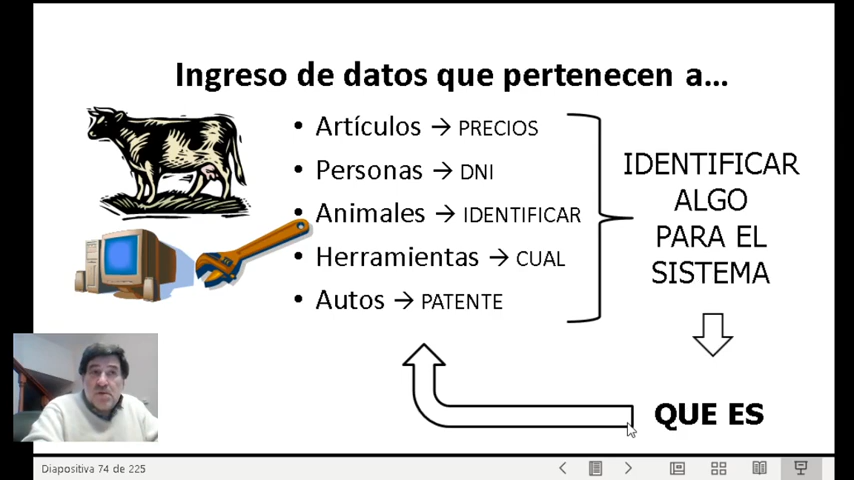 Ingreso de datos que pertenecen a...
• Artículos → PRECIOS
• Personas → DNI
• Animales → IDENTIFICAR
• Herramientas → CUAL
• Autos → PATENTE
IDENTIFICAR
ALGO
PARA EL
SISTEMA
QUE ES
Diapositiva 74 de 225